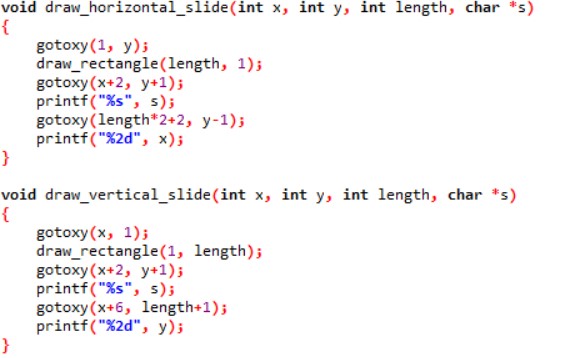 void draw_horizontal_slide(int x, int y, int length, char *s)
{
    gotoxy(1, y);
    draw_rectangle(length, 1);
    gotoxy(x+2, y+1);
    printf("%s", s);
    gotoxy(length*2+2, y-1);
    printf("%2d", x);
}

void draw_vertical_slide(int x, int y, int length, char *s)
{
    gotoxy(x, 1);
    draw_rectangle(1, length);
    gotoxy(x+2, y+1);
    printf("%s", s);
    gotoxy(x+6, length+1);
    printf("%2d", y);
}